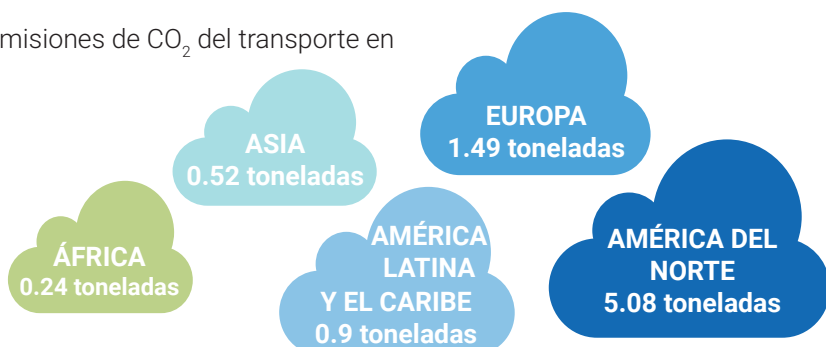 misiones de CO₂ del transporte en
EUROPA
1.49 toneladas
ASIA
0.52 toneladas
ÁFRICA
0.24 toneladas
AMÉRICA
LATINA
Y EL CARIBE
0.9 toneladas
AMÉRICA DEL
NORTE
5.08 toneladas